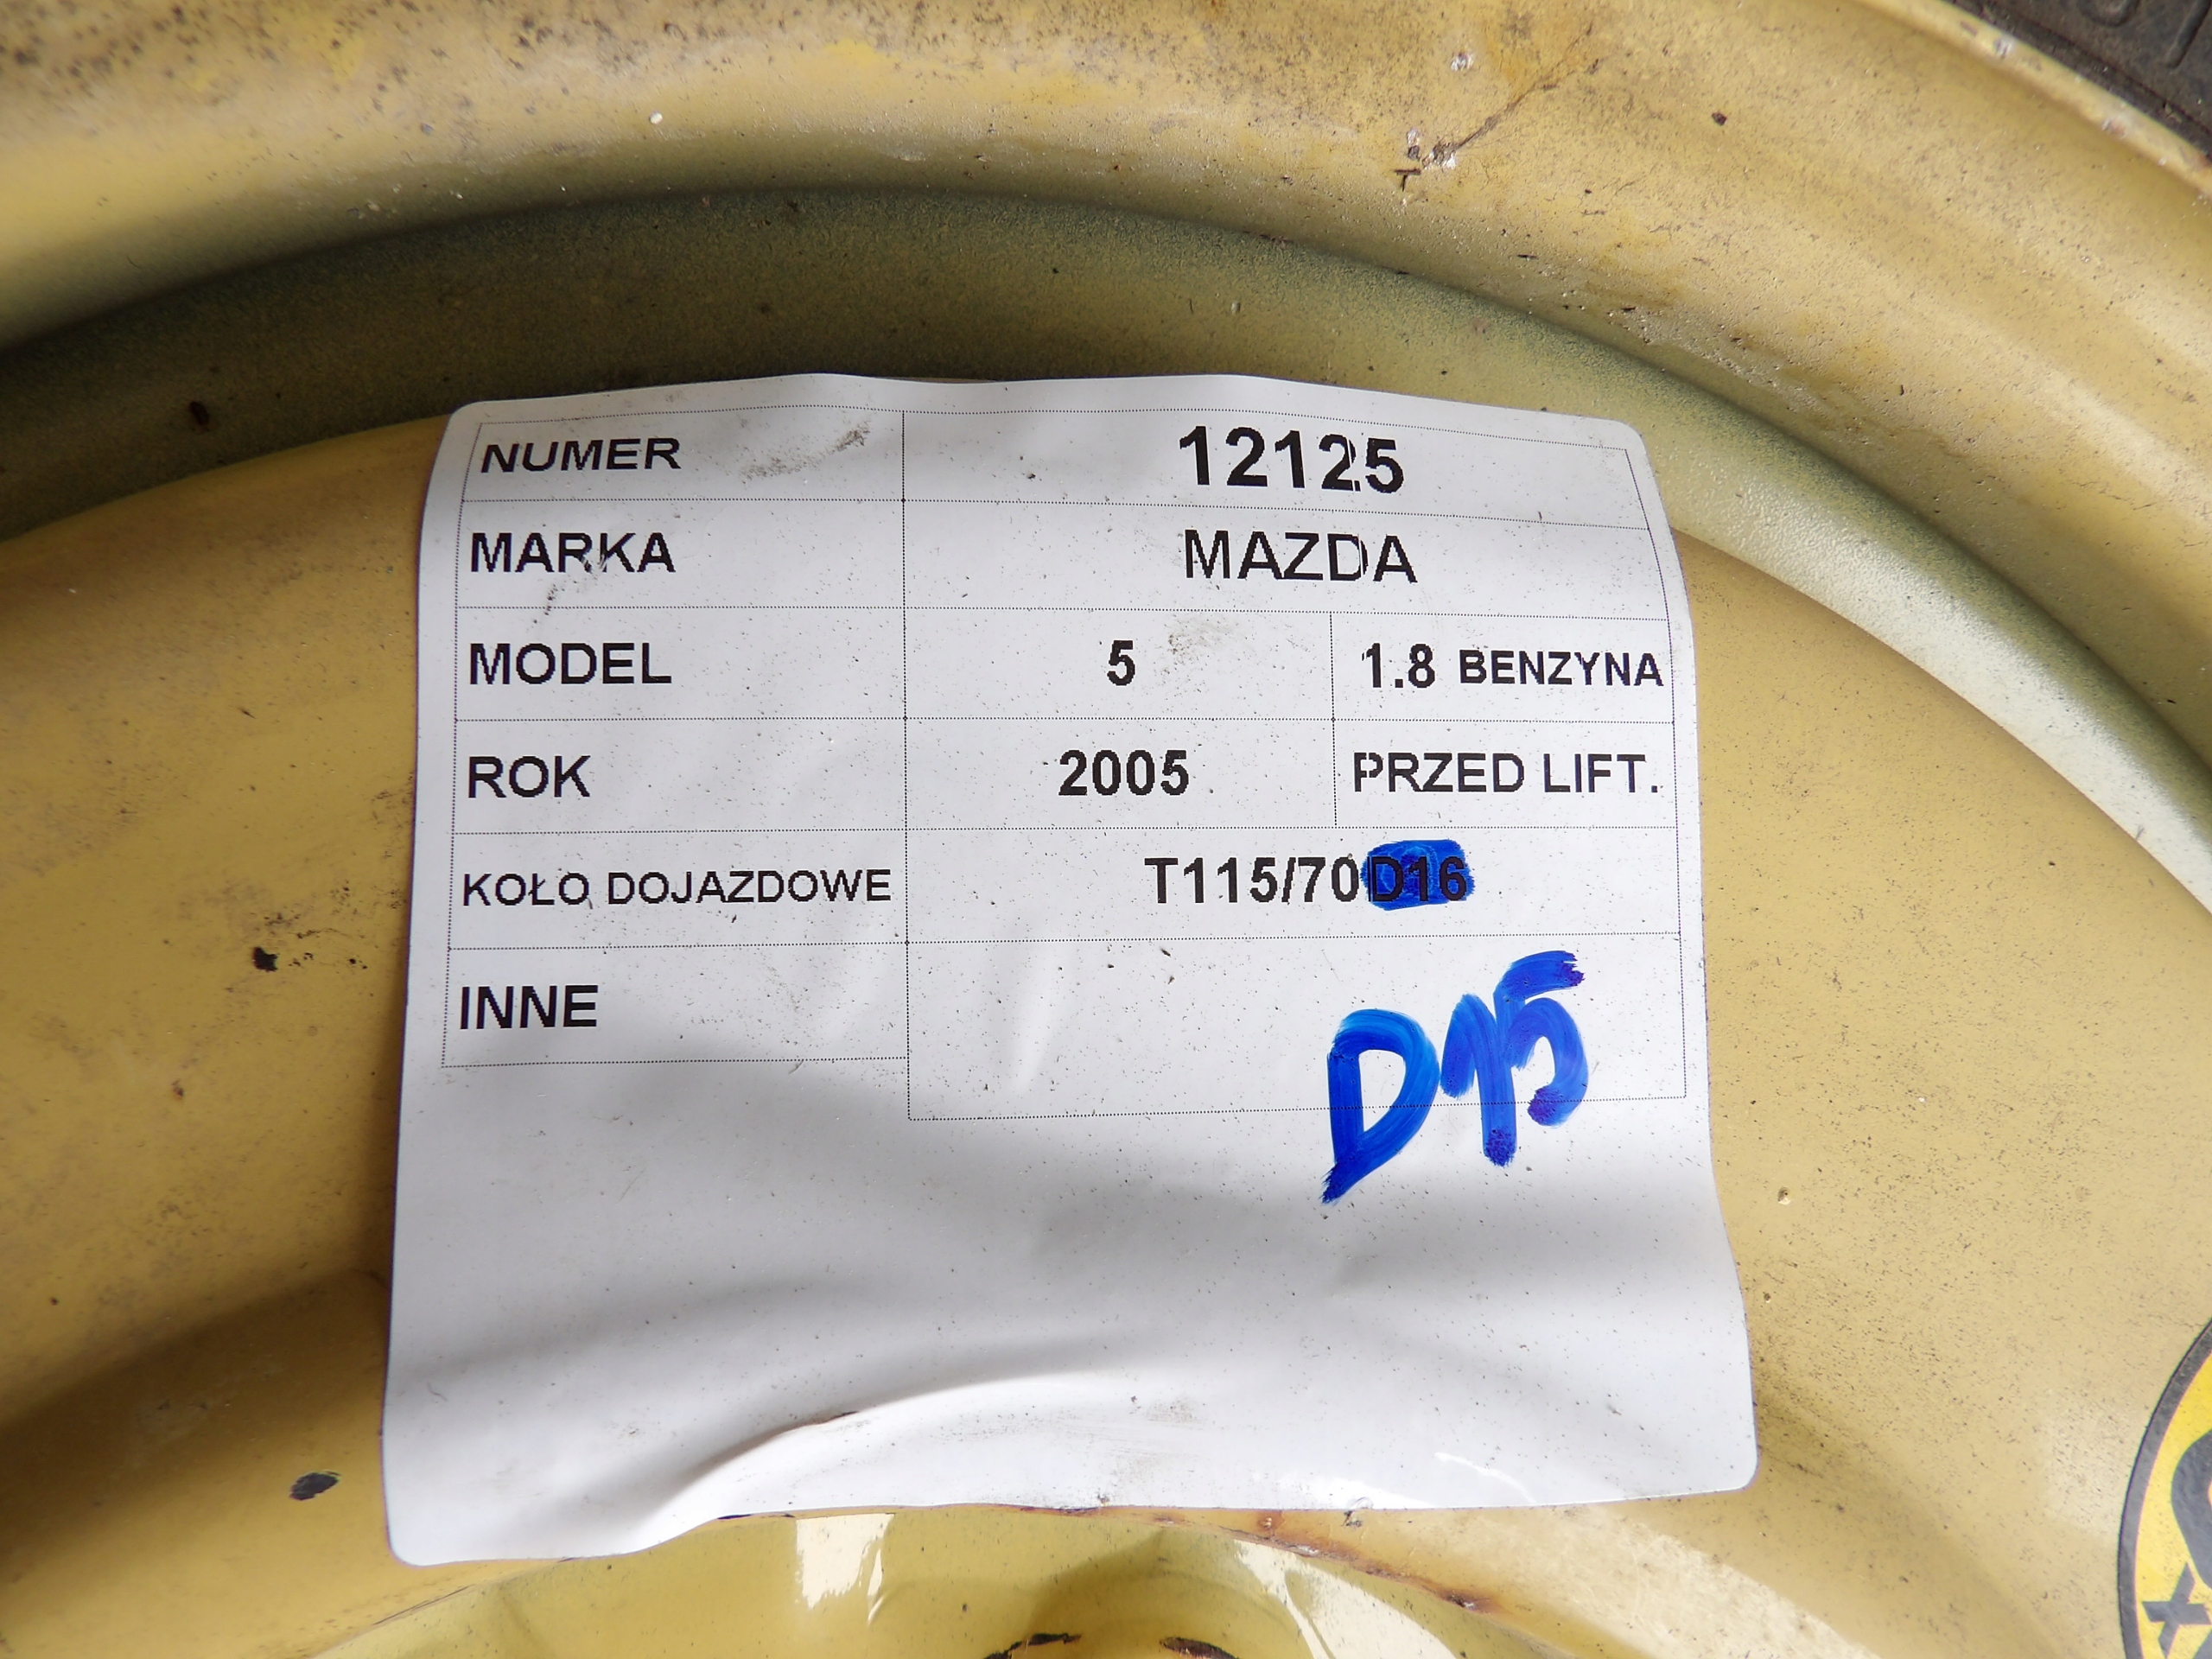 NUMER 12125
MARKA MAZDA
MODEL 5 1.8 BENZYNA
ROK 2005 PRZED LIFT.
KOŁO DOJAZDOWE T115/70D16
INNE
D15